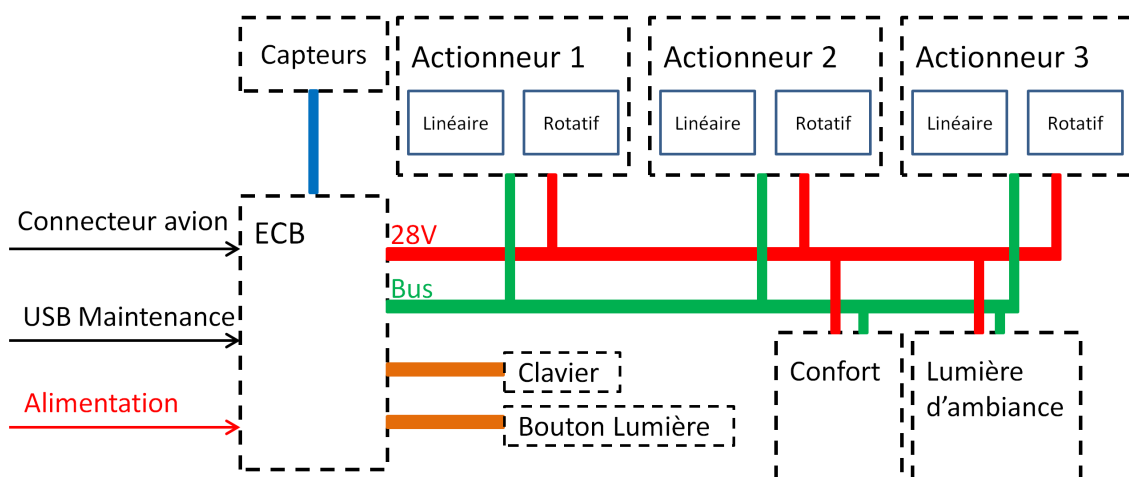 Capteurs
Actionneur 1
Actionneur 2
Actionneur 3
Linéaire
Rotatif
Linéaire
Rotatif
Linéaire
Rotatif
Connecteur avion
ECB
28V
Bus
USB Maintenance
Alimentation
Clavier
Bouton Lumière
Confort
Lumière
d'ambiance